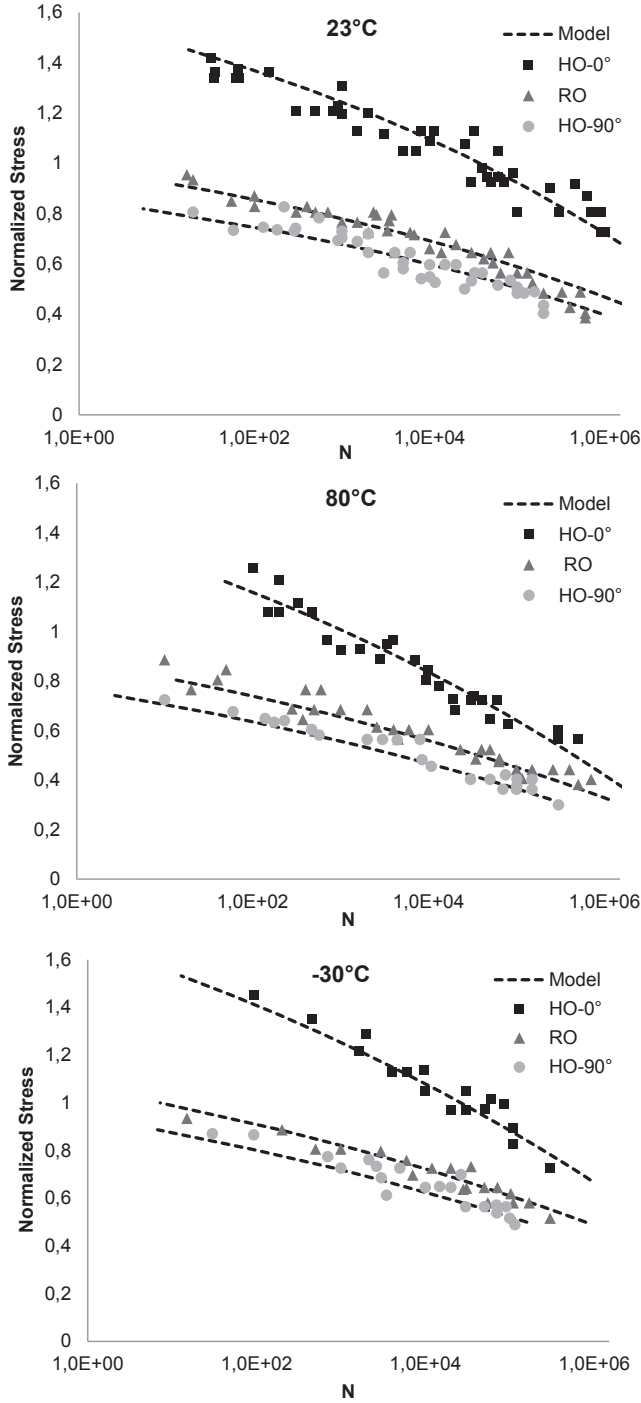 23°C
1,6
1,4
1,2
1
0,8
0,6
0,4
0,2
0
Normalized Stress
Model
HO-0°
RO
HO-90°
1,0E+00
1,0E+02
1,0E+04
1,0E+06
N
80°C
1,6
1,4
1,2
1
0,8
0,6
0,4
0,2
0
Normalezed Stress
Model
HO-0°
RO
HO-90°
1,0E+00
1,0E+02
1,0E+04
1,0E+06
N
-30°C
1,6
1,4
1,2
1
0,8
0,6
0,4
0,2
0
Normalized Stress
Model
HO-0°
RO
HO-90°
1,0E+00
1,0E+02
1,0E+04
1,0E+06
N